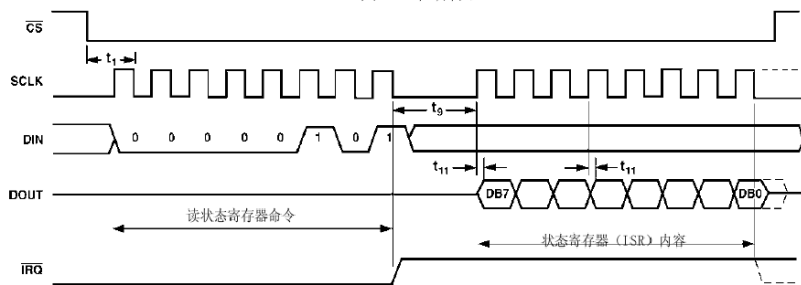 CS
t1
SCLK
t9
DIN 0 0 0 0 0 1 0 1
t11 t11
DOUT DB7 DB0
读状态寄存器命令 状态寄存器（ISR）内容
IRQ